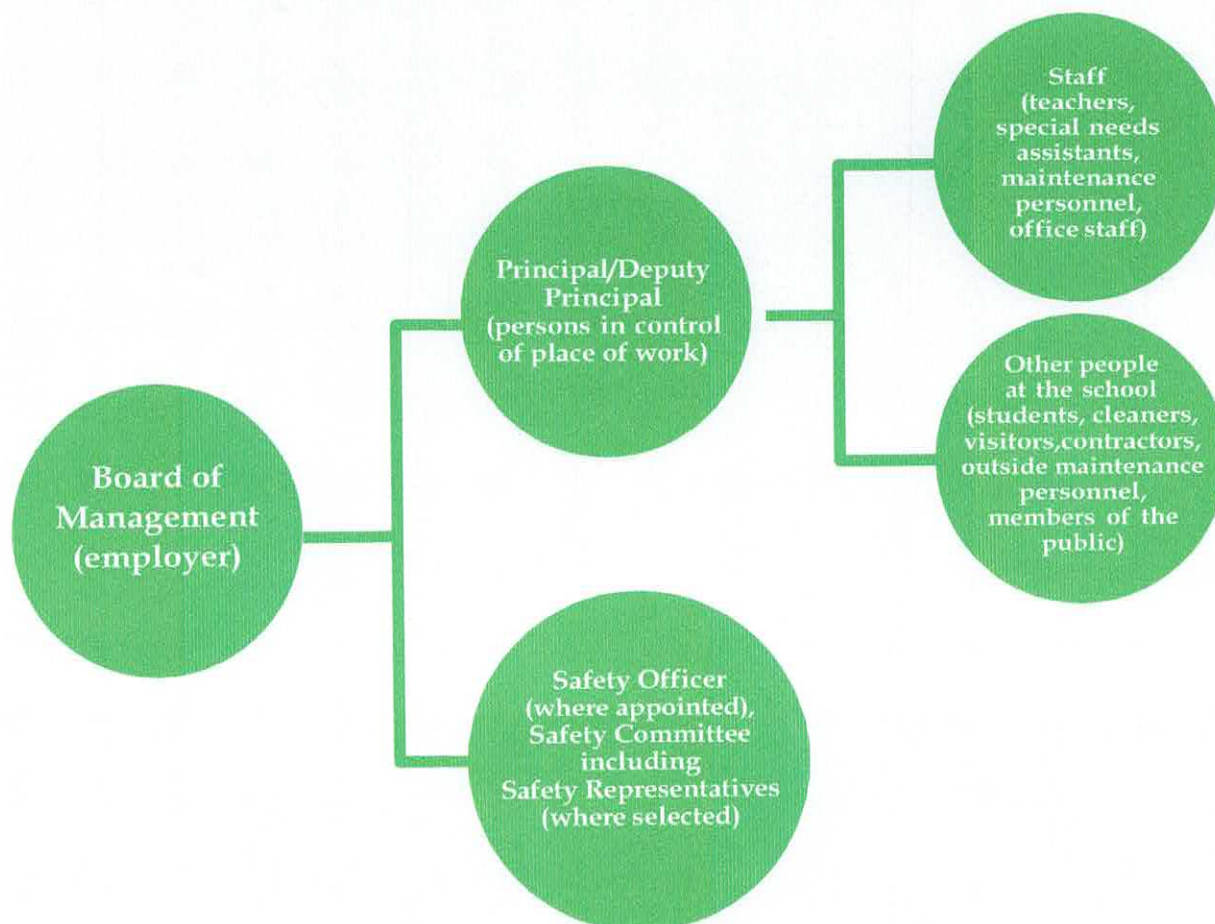 Board of
Management
(employer)
Principal/Deputy
Principal
(persons in control
of place of work)
Staff
(teachers,
special needs
assistants,
maintenance
personnel,
office staff)
Other people
at the school
(students, cleaners,
visitors,contractors,
outside maintenance
personnel,
members of the
public)
Safety Officer
(where appointed),
Safety Committee
including
Safety Representatives
(where selected)